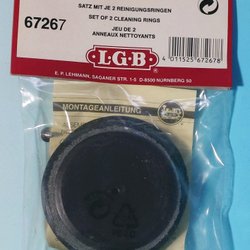 SATZ MIT JE 2 REINIGUNGSRINGEN
67267
SET OF 2 CLEANING RINGS
JEU DE 2
ANNEAUX NETTOYANTS
L·G·B
E. P. LEHMANN, SAGANER STR. 1-5 D-8500 NÜRNBERG 50
4 011525 672678
MONTAGEANLEITUNG